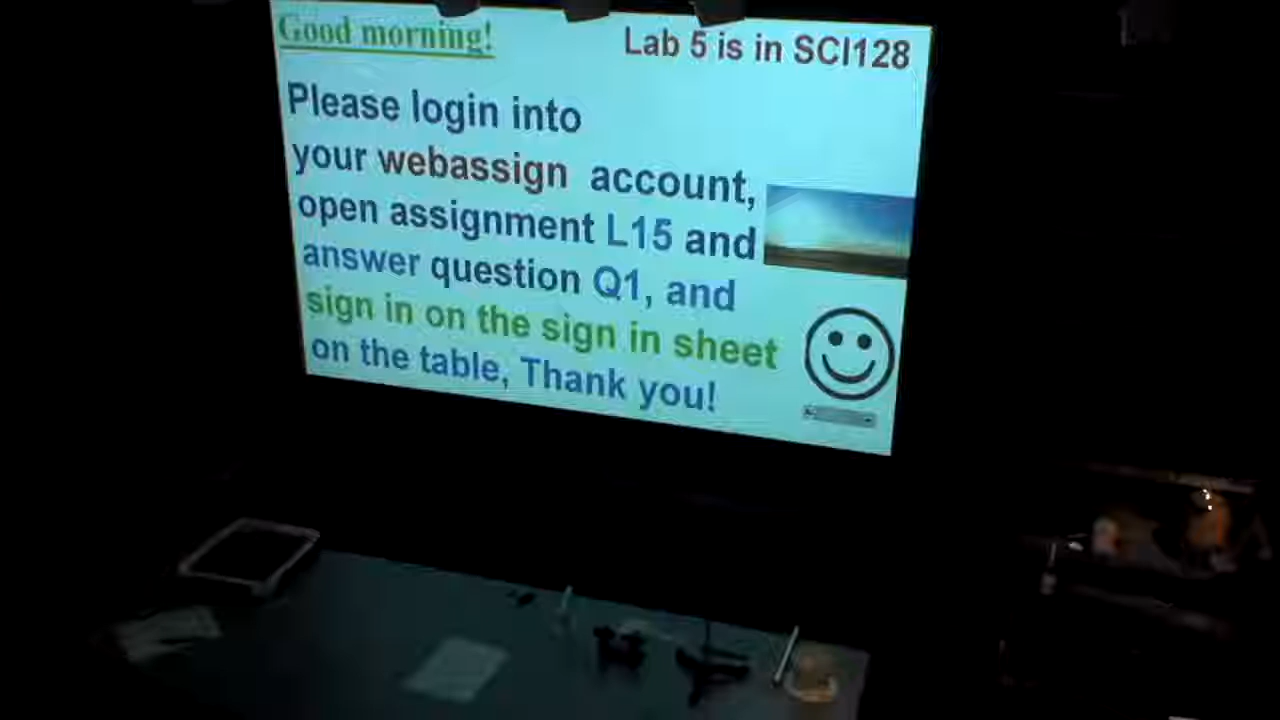 Good morning!
Lab 5 is in SCI128
Please login into
your webassign account,
open assignment L15 and
answer question Q1, and
sign in on the sign in sheet
on the table, Thank you!